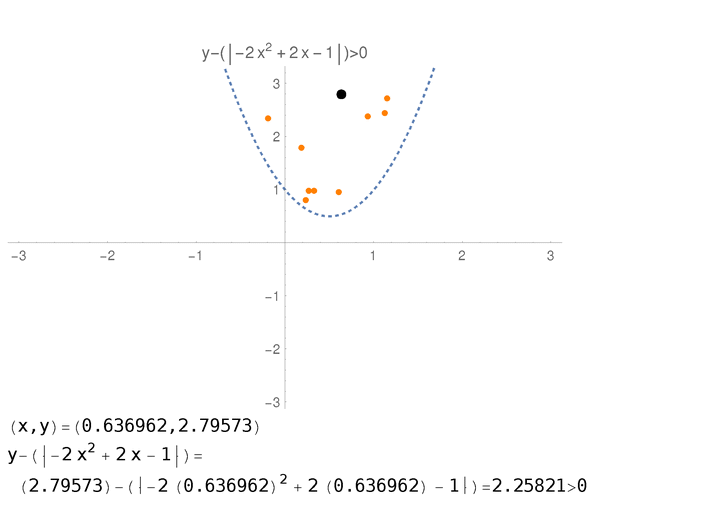 y−(|−2 x² + 2 x − 1|)>0
3
2
1
−3 −2 −1 1 2 3
−1
−2
−3
(x,y)=(0.636962,2.79573)
y−(|−2 x² + 2 x − 1|)=
(2.79573)−(|−2 (0.636962)² + 2 (0.636962) − 1|)=2.25821>0